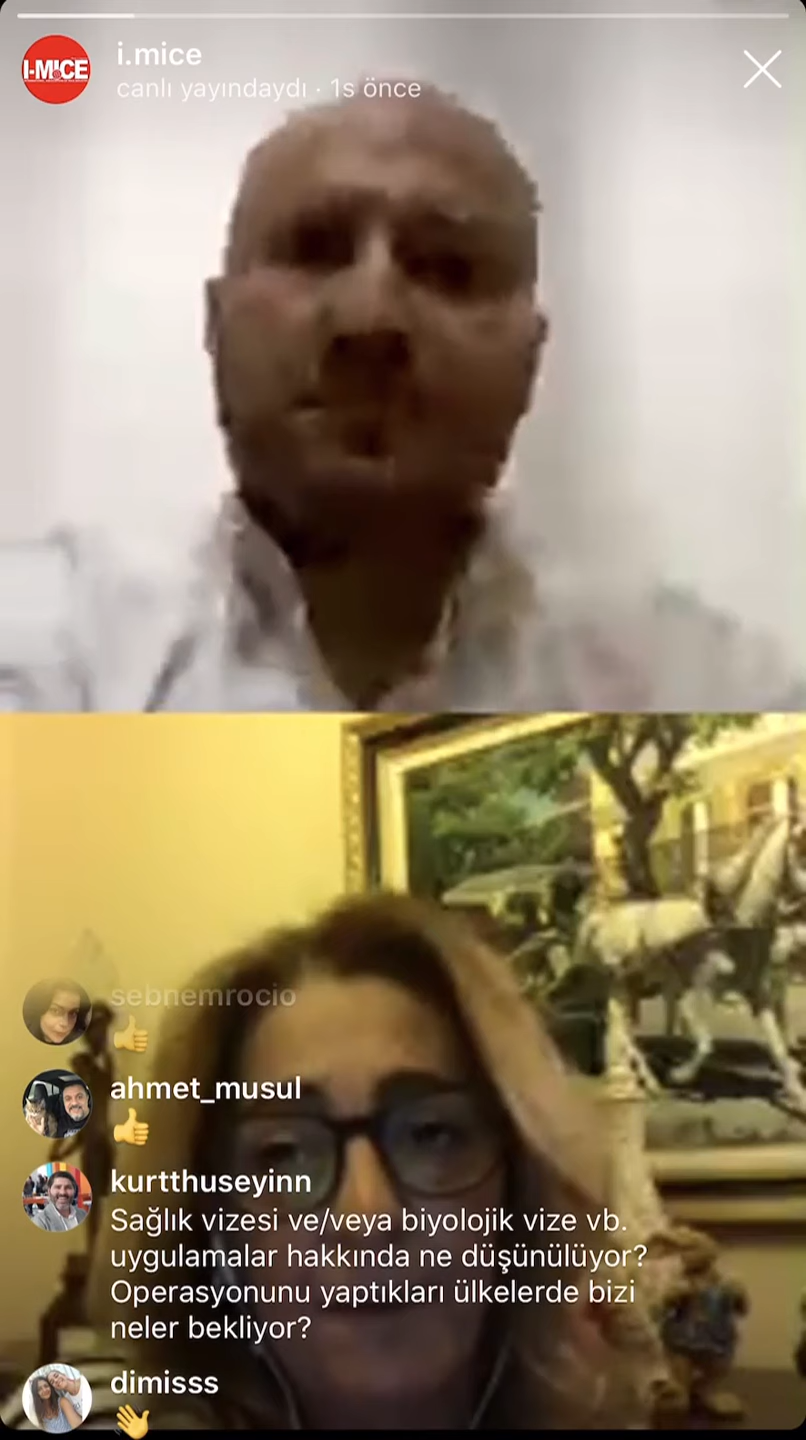 I-MICE
i.mice
canlı yayındaydı · 1s önce
sebnemrocio
👍
ahmet_musul
👍
kurtthuseyinn
Sağlık vizesi ve/veya biyolojik vize vb.
uygulamalar hakkında ne düşünülüyor?
Operasyonunu yaptıkları ülkelerde bizi
neler bekliyor?
dimisss
👋